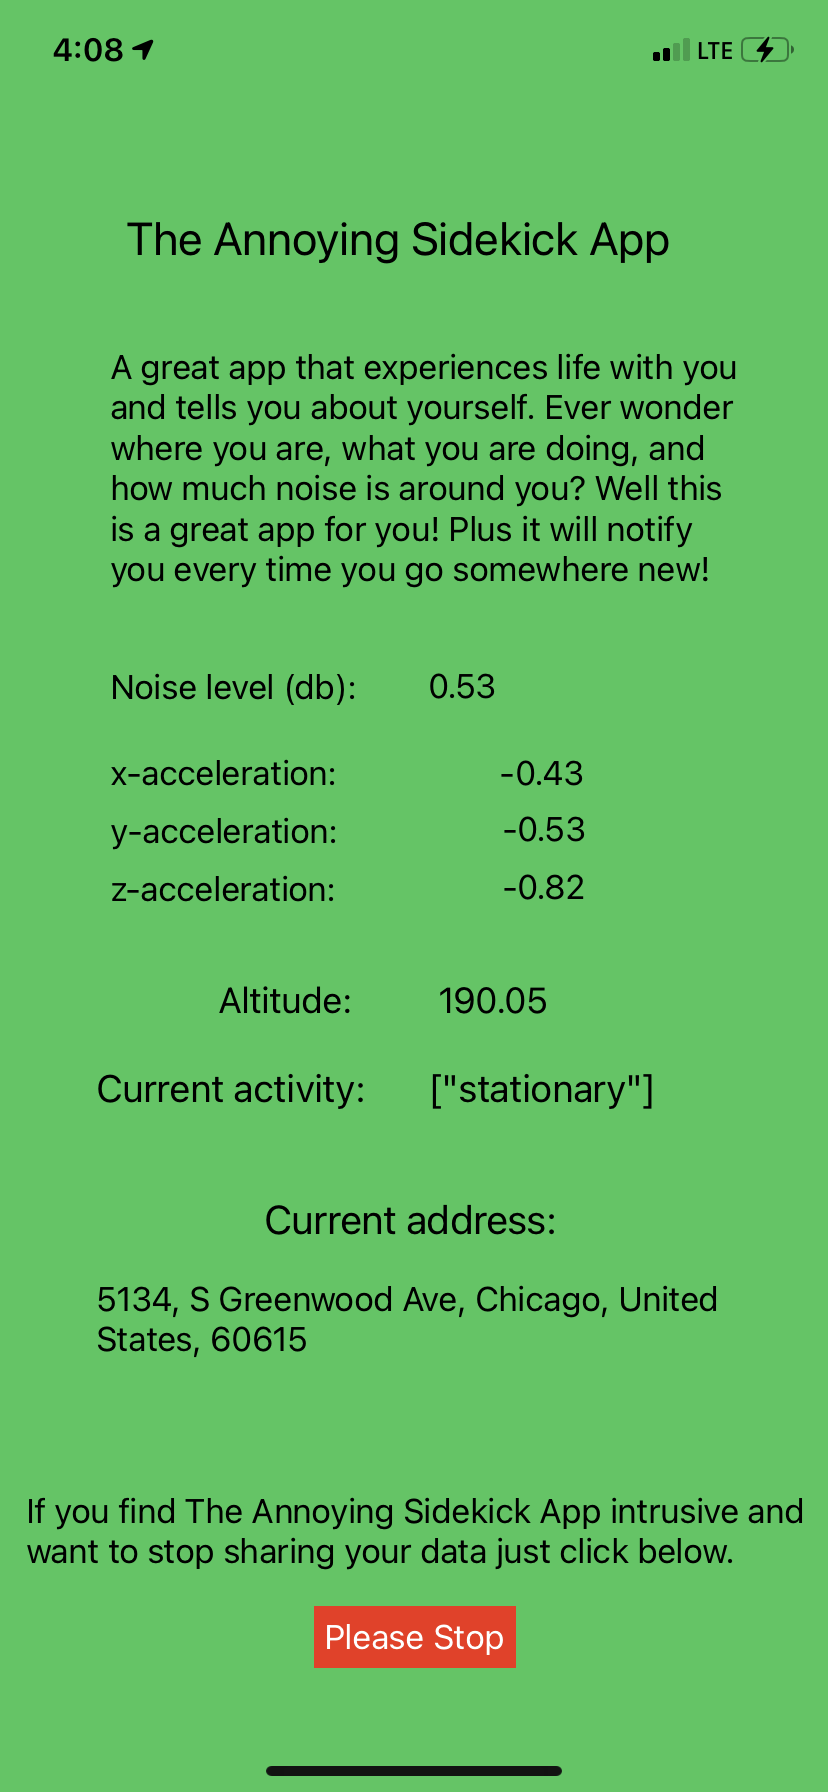 4:08
LTE
The Annoying Sidekick App
A great app that experiences life with you
and tells you about yourself. Ever wonder
where you are, what you are doing, and
how much noise is around you? Well this
is a great app for you! Plus it will notify
you every time you go somewhere new!
Noise level (db): 0.53
x-acceleration: -0.43
y-acceleration: -0.53
z-acceleration: -0.82
Altitude: 190.05
Current activity: ["stationary"]
Current address:
5134, S Greenwood Ave, Chicago, United
States, 60615
If you find The Annoying Sidekick App intrusive and
want to stop sharing your data just click below.
Please Stop